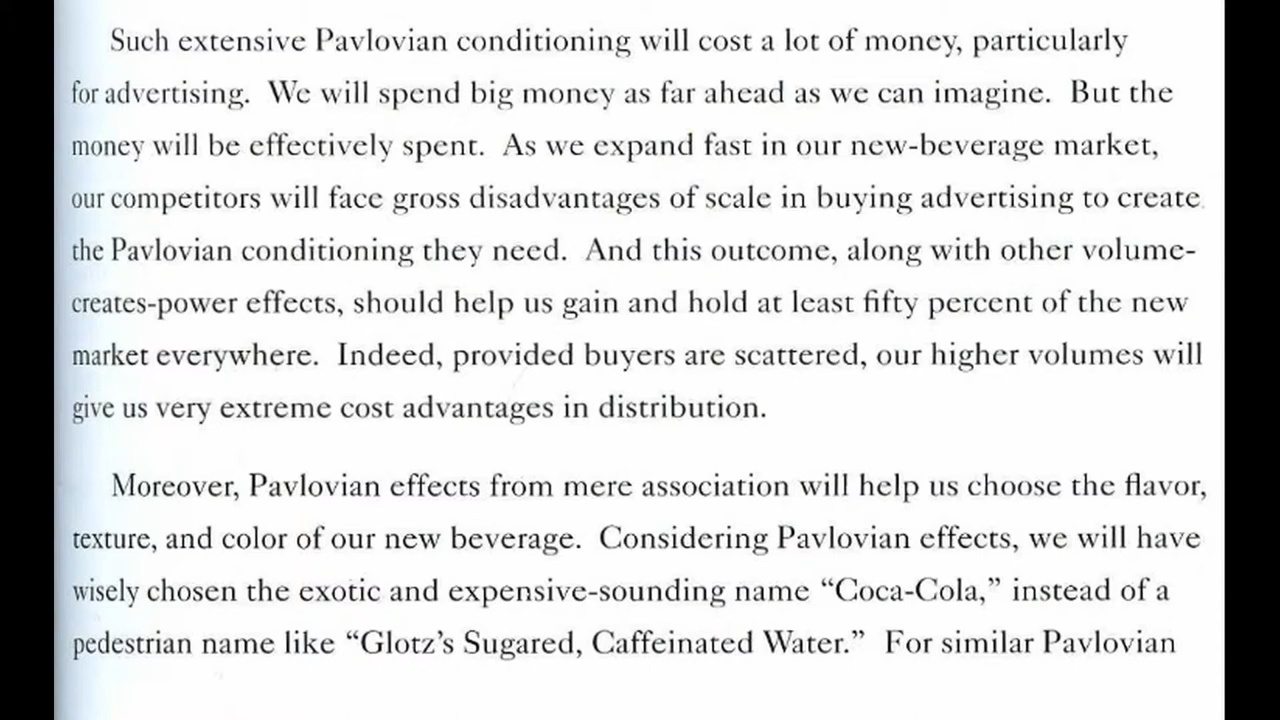 Such extensive Pavlovian conditioning will cost a lot of money, particularly
for advertising. We will spend big money as far ahead as we can imagine. But the
money will be effectively spent. As we expand fast in our new-beverage market,
our competitors will face gross disadvantages of scale in buying advertising to create
the Pavlovian conditioning they need. And this outcome, along with other volume-
creates-power effects, should help us gain and hold at least fifty percent of the new
market everywhere. Indeed, provided buyers are scattered, our higher volumes will
give us very extreme cost advantages in distribution.
Moreover, Pavlovian effects from mere association will help us choose the flavor,
texture, and color of our new beverage. Considering Pavlovian effects, we will have
wisely chosen the exotic and expensive-sounding name “Coca-Cola,” instead of a
pedestrian name like “Glotz’s Sugared, Caffeinated Water.” For similar Pavlovian